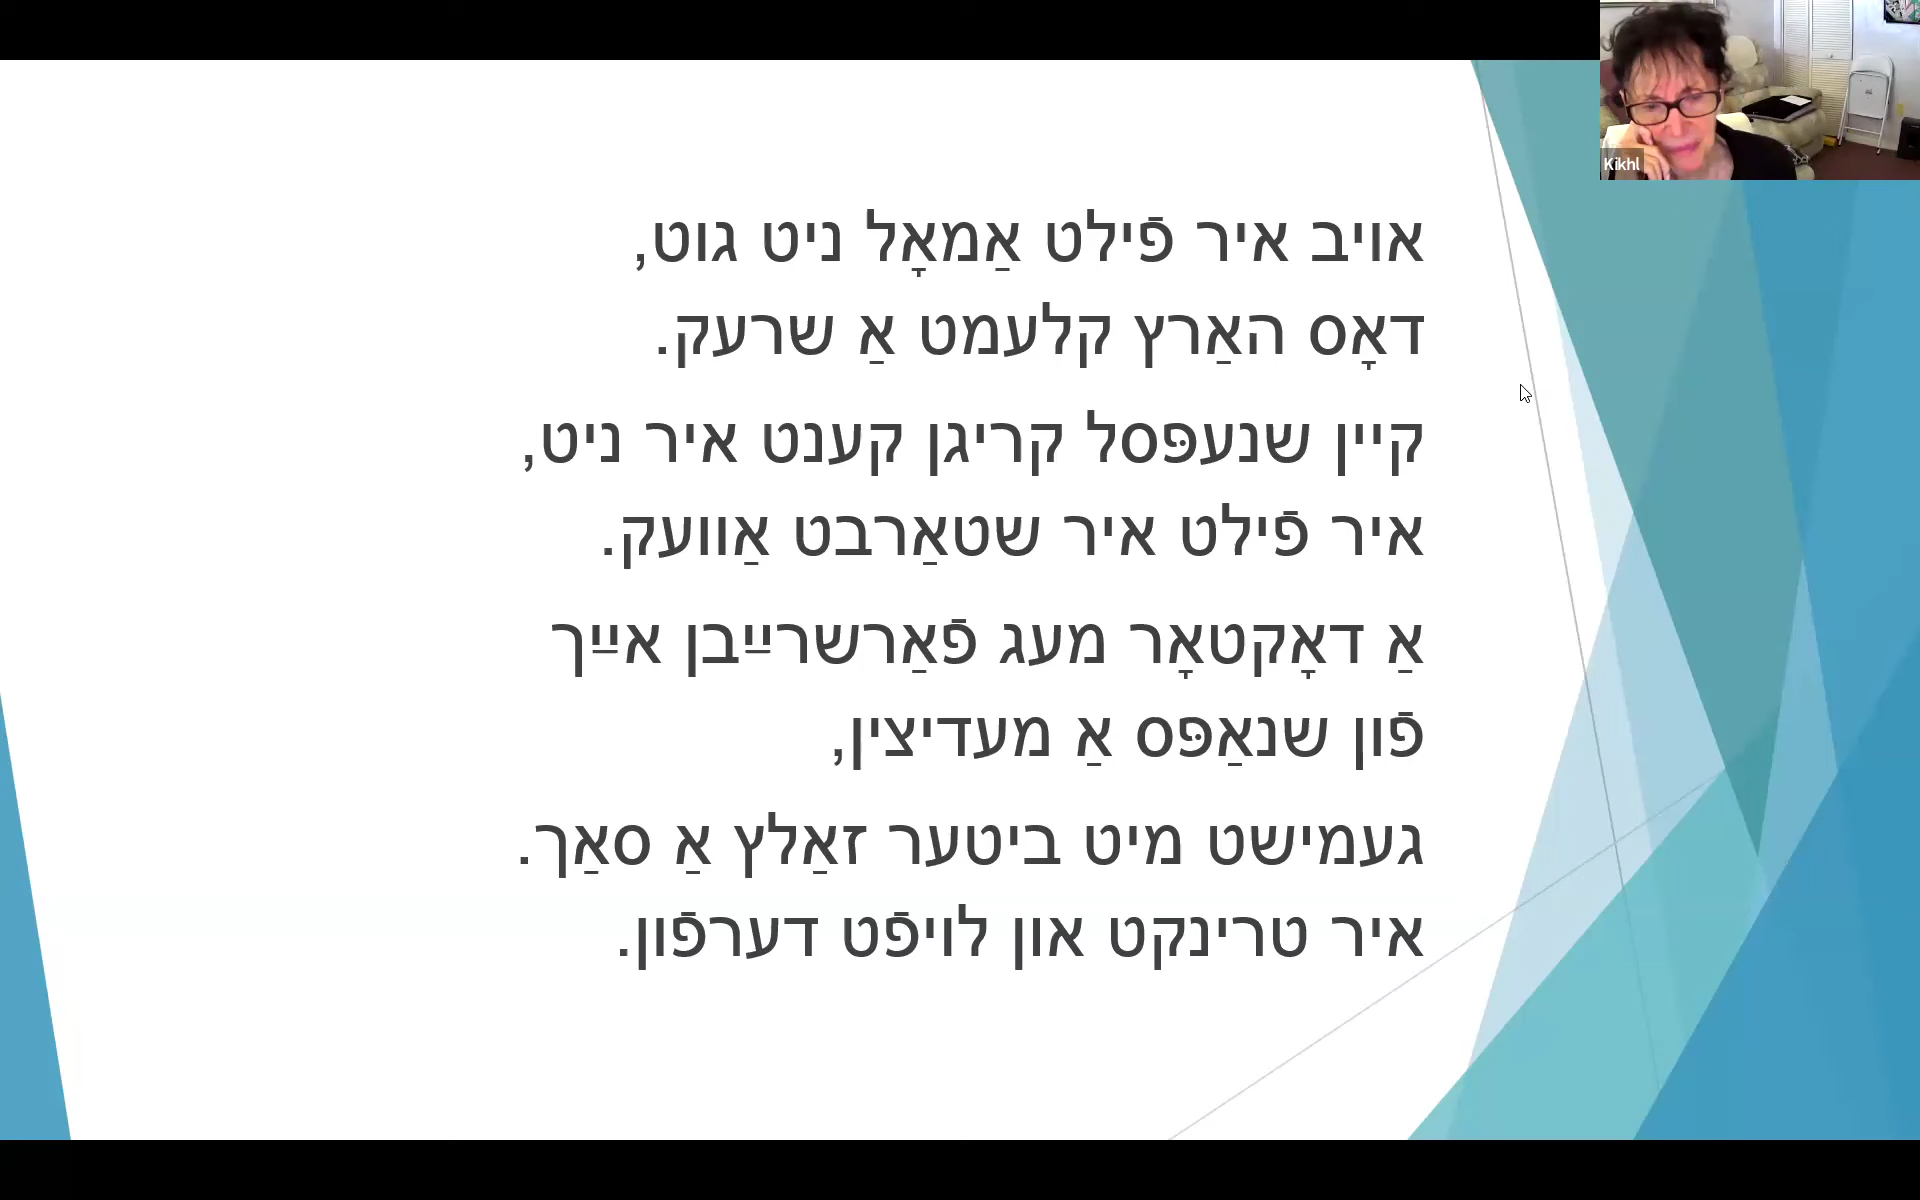 Kikhl
אויב איר פֿילט אַמאָל ניט גוט,
דאָס האַרץ קלעמט אַ שרעק.
קיין שנעפּסל קריגן קענט איר ניט,
איר פֿילט איר שטאַרבט אַוועק.
אַ דאָקטאָר מעג פֿאַרשרײַבן אײַך
פֿון שנאַפּס אַ מעדיצין,
געמישט מיט ביטער זאַלץ אַ סאַך.
איר טרינקט און לויפֿט דערפֿון.